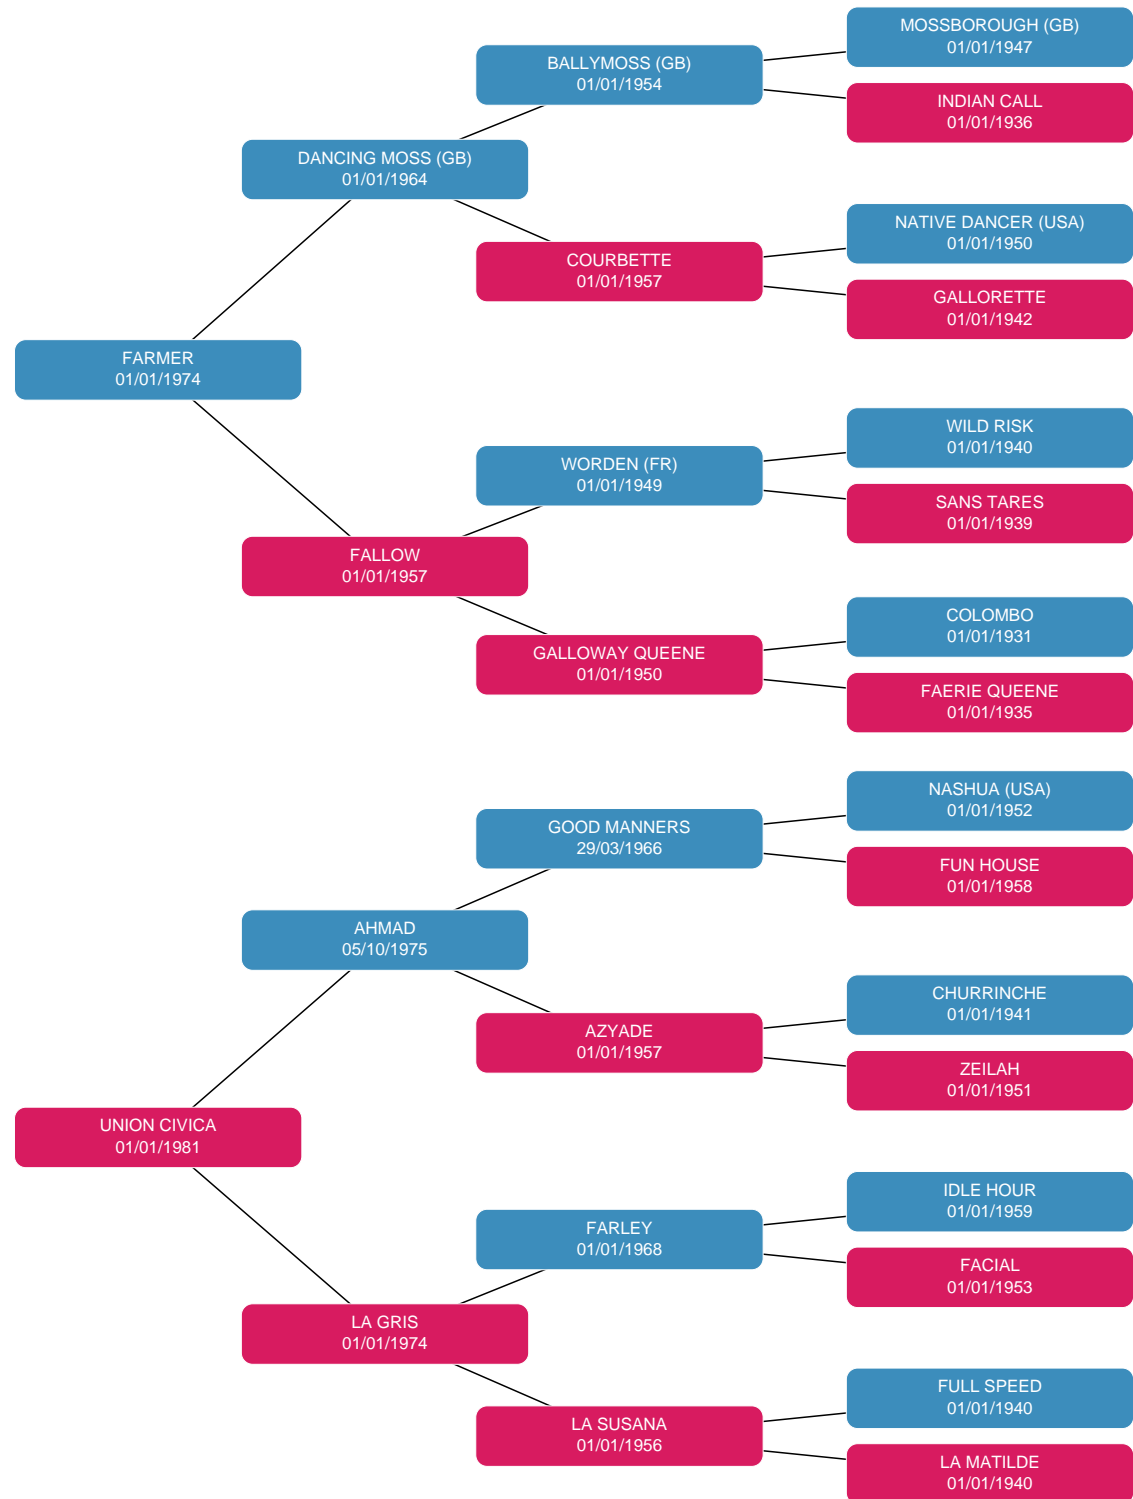 MOSSBOROUGH (GB)
01/01/1947
BALLYMOSS (GB)
01/01/1954
INDIAN CALL
01/01/1936
DANCING MOSS (GB)
01/01/1964
NATIVE DANCER (USA)
01/01/1950
COURBETTE
01/01/1957
GALLORETTE
01/01/1942
FARMER
01/01/1974
WILD RISK
01/01/1940
WORDEN (FR)
01/01/1949
SANS TARES
01/01/1939
FALLOW
01/01/1957
COLOMBO
01/01/1931
GALLOWAY QUEENE
01/01/1950
FAERIE QUEENE
01/01/1935
NASHUA (USA)
01/01/1952
GOOD MANNERS
29/03/1966
FUN HOUSE
01/01/1958
AHMAD
05/10/1975
CHURRINCHE
01/01/1941
AZYADE
01/01/1957
ZEILAH
01/01/1951
UNION CIVICA
01/01/1981
IDLE HOUR
01/01/1959
FARLEY
01/01/1968
FACIAL
01/01/1953
LA GRIS
01/01/1974
FULL SPEED
01/01/1940
LA SUSANA
01/01/1956
LA MATILDE
01/01/1940